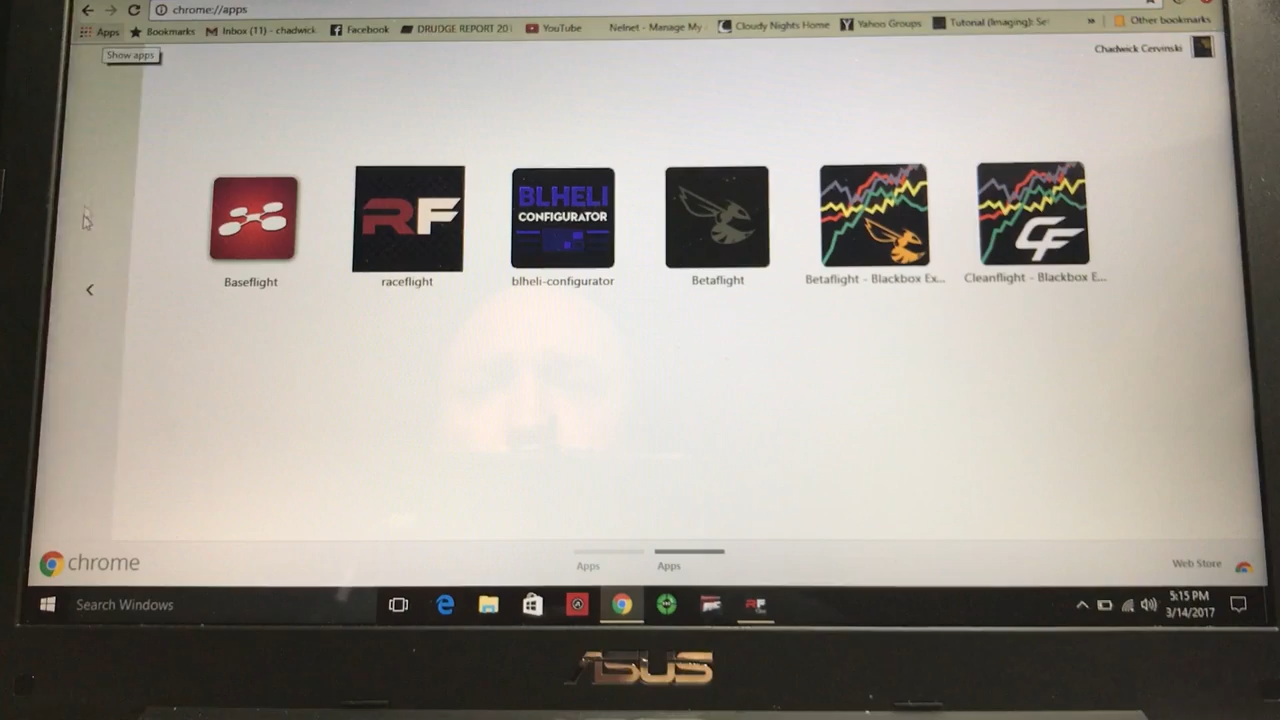 chrome://apps
Apps Bookmarks Inbox (11) - chadwick Facebook DRUDGE REPORT 20 YouTube Nelnet - Manage My Cloudy Nights Home Yahoo Groups Tutorial (Imaging): Se » Other bookmarks
Show apps
Chadwick Cervinski
RF
BLHELI
CONFIGURATOR
CF
Baseflight
raceflight
blheli-configurator
Betaflight
Betaflight - Blackbox Ex...
Cleanflight - Blackbox E...
chrome
Apps
Apps
Web Store
Search Windows
RF
5:15 PM
3/14/2017
ASUS